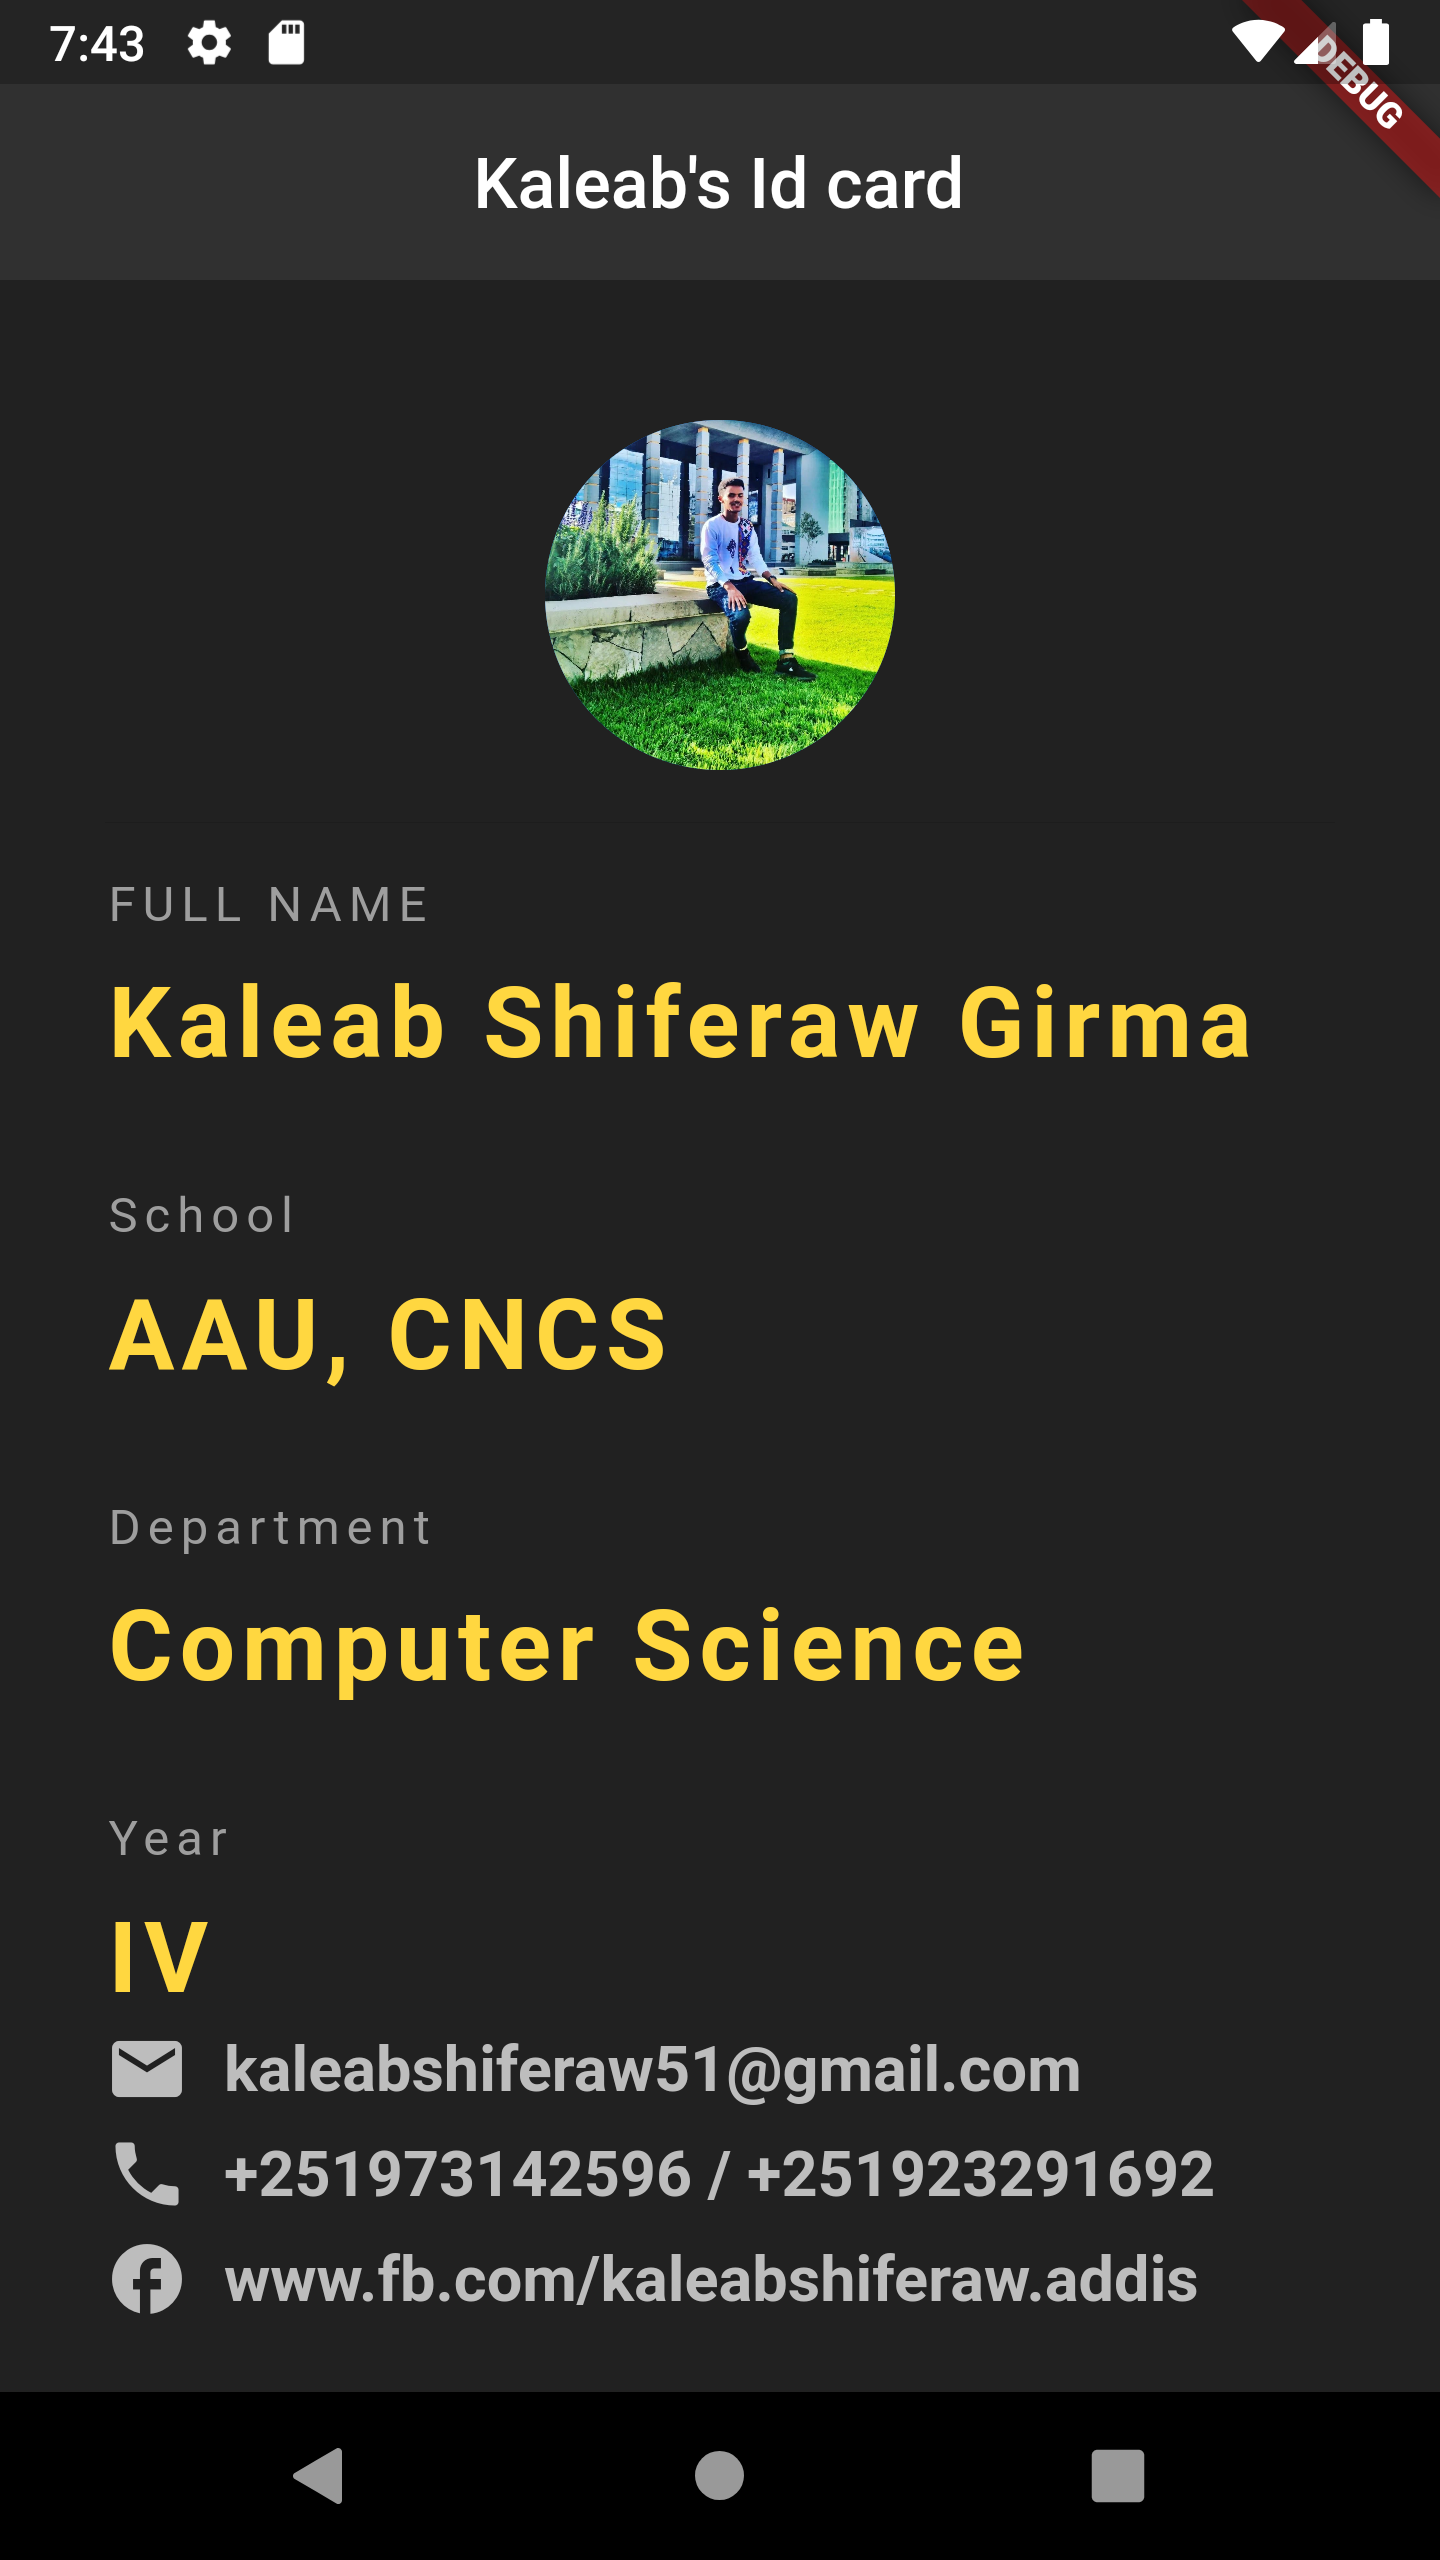 7:43
DEBUG
Kaleab's Id card
FULL NAME
Kaleab Shiferaw Girma
School
AAU, CNCS
Department
Computer Science
Year
IV
kaleabshiferaw51@gmail.com
+251973142596 / +251923291692
www.fb.com/kaleabshiferaw.addis